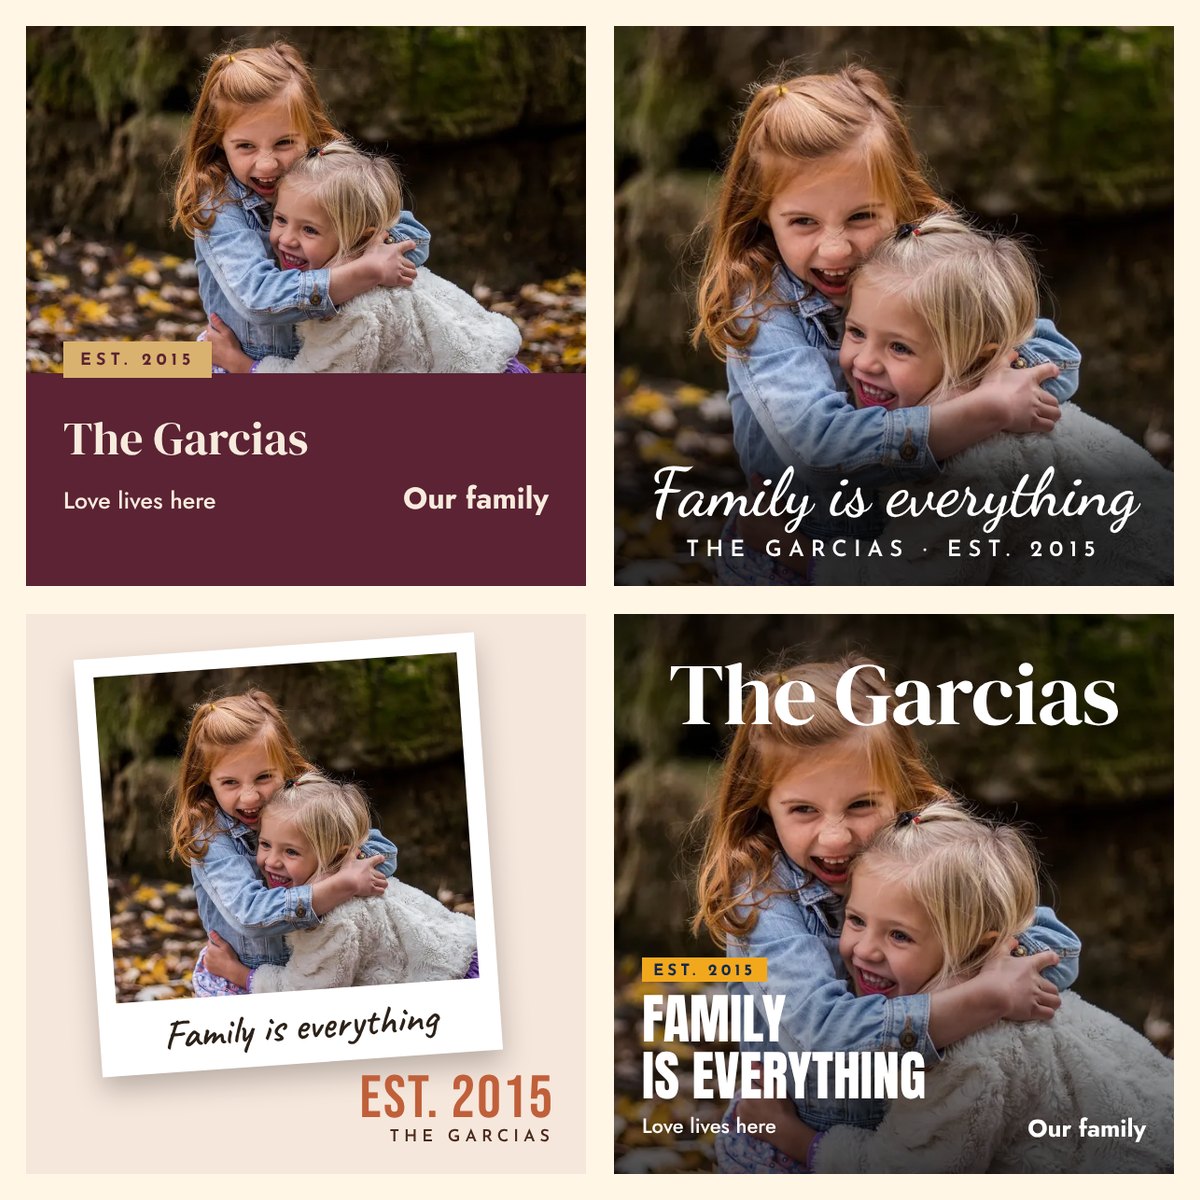 EST. 2015
The Garcias
Love lives here
Our family
Family is everything
THE GARCIAS · EST. 2015
Family is everything
EST. 2015
THE GARCIAS
The Garcias
EST. 2015
FAMILY
IS EVERYTHING
Love lives here
Our family